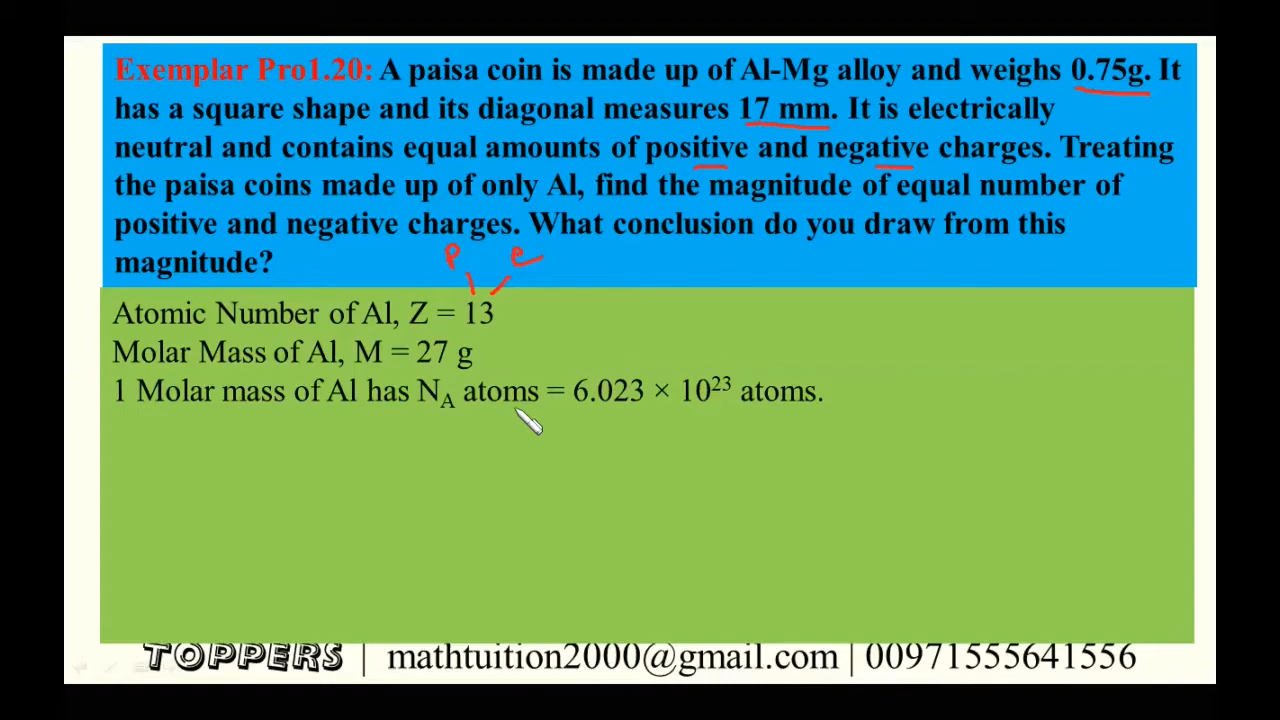 Exemplar Pro1.20: A paisa coin is made up of Al-Mg alloy and weighs 0.75g. It
has a square shape and its diagonal measures 17 mm. It is electrically
neutral and contains equal amounts of positive and negative charges. Treating
the paisa coins made up of only Al, find the magnitude of equal number of
positive and negative charges. What conclusion do you draw from this
magnitude?
P e
Atomic Number of Al, Z = 13
Molar Mass of Al, M = 27 g
1 Molar mass of Al has N_A atoms = 6.023 × 10²³ atoms.
TOPPERS | mathtuition2000@gmail.com | 00971555641556